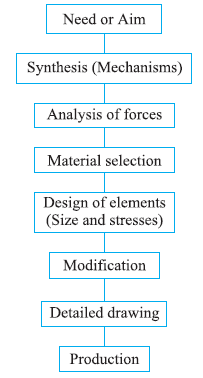 Need or Aim
Synthesis (Mechanisms)
Analysis of forces
Material selection
Design of elements
(Size and stresses)
Modification
Detailed drawing
Production